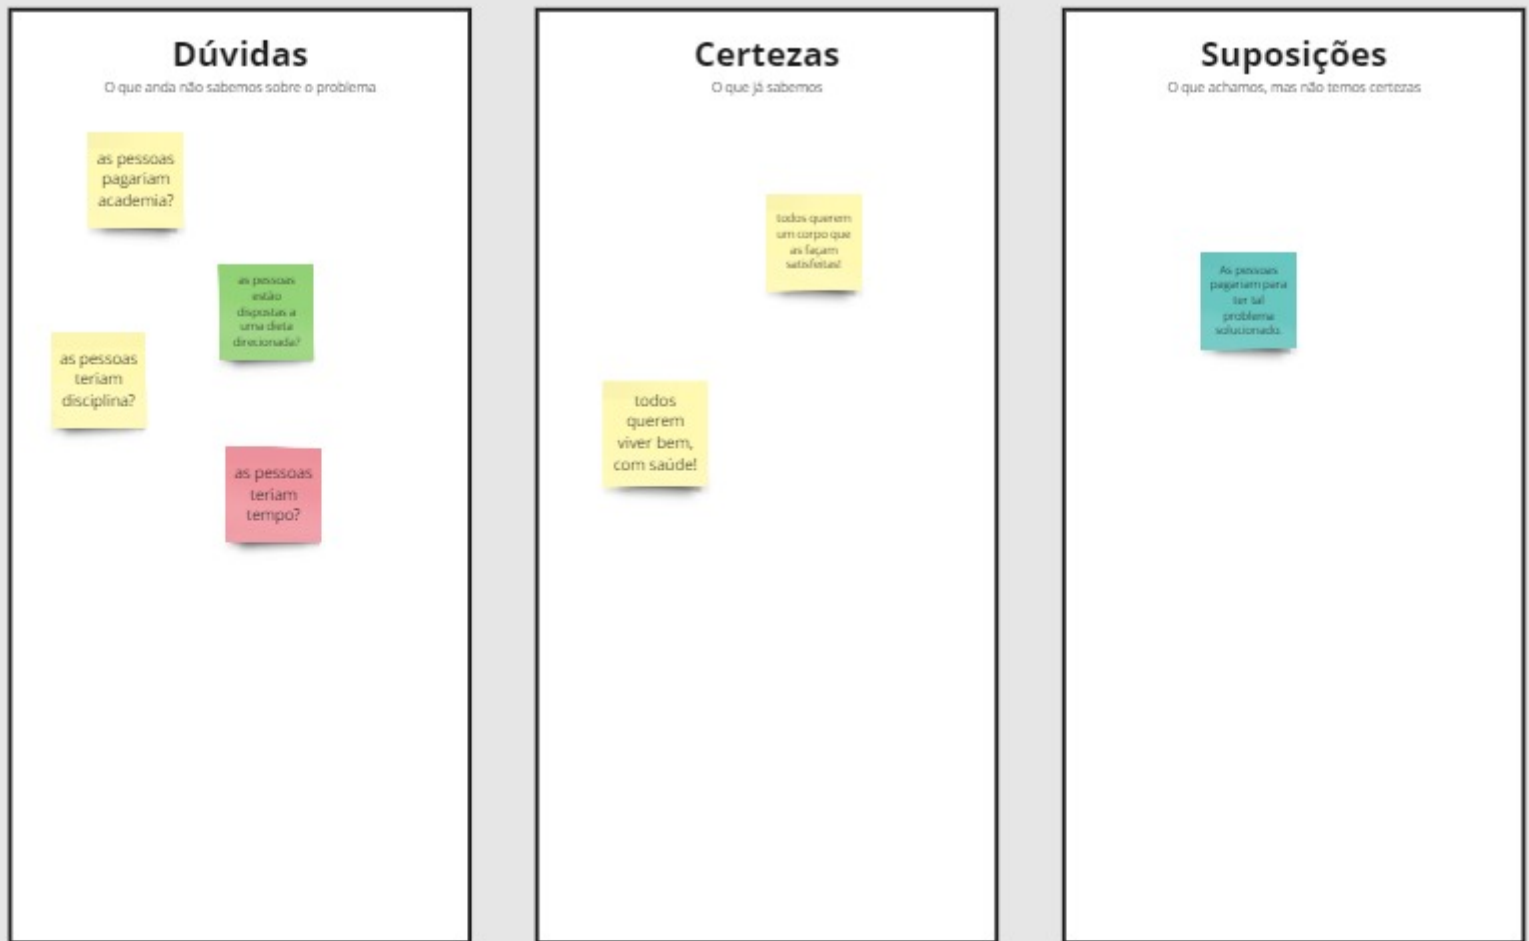 Dúvidas
O que anda não sabemos sobre o problema
as pessoas
pagariam
academia?
as pessoas
estão
dispostas a
uma dieta
direcionada?
as pessoas
teriam
disciplina?
as pessoas
teriam
tempo?
Certezas
O que já sabemos
todos querem
um corpo que
as façam
satisfeitas!
todos
querem
viver bem,
com saúde!
Suposições
O que achamos, mas não temos certezas
As pessoas
pagariam para
ter tal
problema
solucionado.